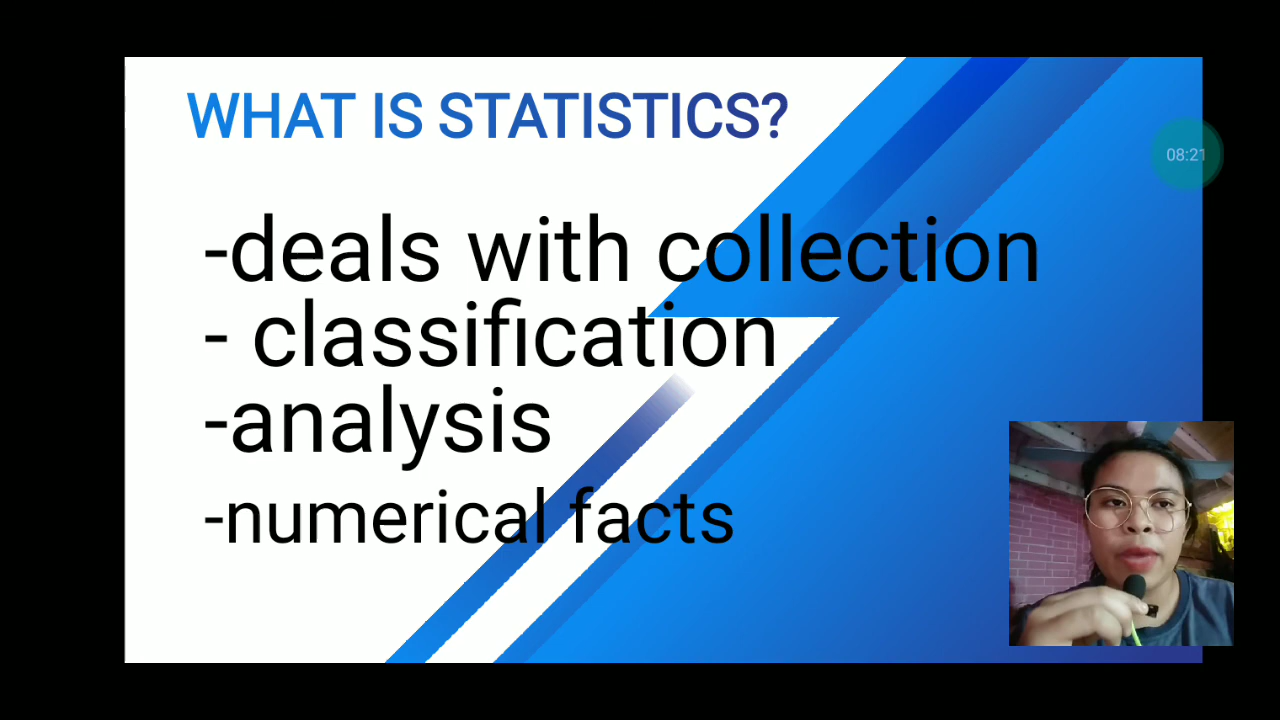 WHAT IS STATISTICS?
08:21
-deals with collection
- classification
-analysis
-numerical facts